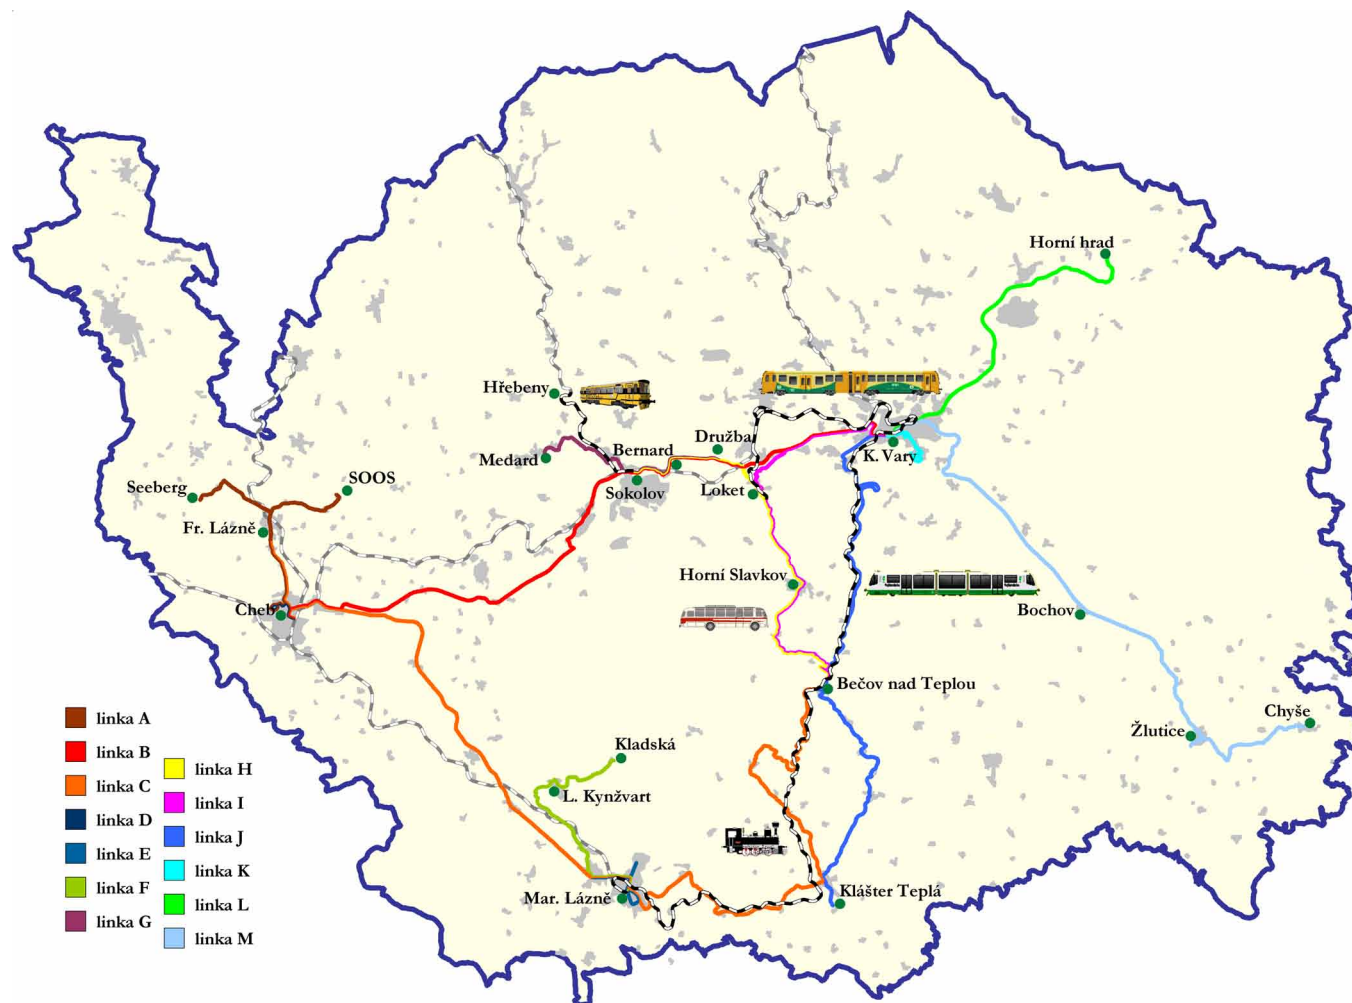 Horní hrad
Hřebeny
Družba
Bernard
K. Vary
Medard
SOOS
Seeberg
Sokolov
Loket
Fr. Lázně
Horní Slavkov
Cheb
Bochov
Bečov nad Teplou
Chyše
Žlutice
Kladská
L. Kynžvart
Klášter Teplá
Mar. Lázně
linka A
linka B
linka C
linka D
linka E
linka F
linka G
linka H
linka I
linka J
linka K
linka L
linka M